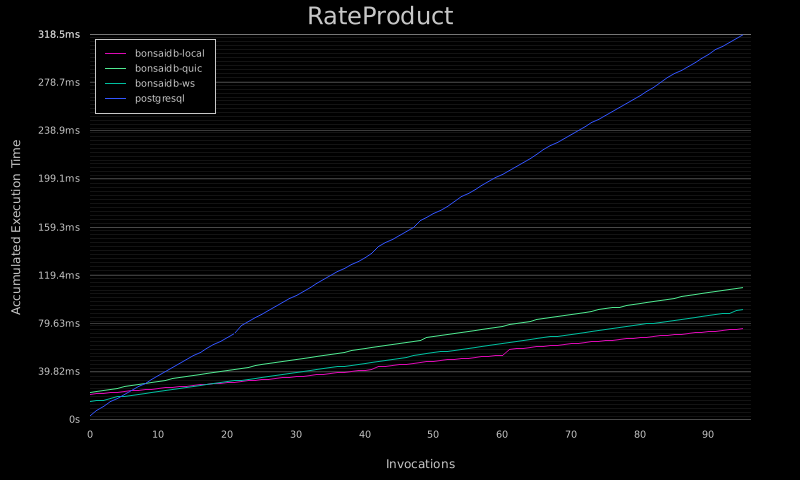 RateProduct
318.5ms
278.7ms
238.9ms
199.1ms
159.3ms
119.4ms
79.63ms
39.82ms
0s
Accumulated Execution Time
bonsaidb-local
bonsaidb-quic
bonsaidb-ws
postgresql
0 10 20 30 40 50 60 70 80 90
Invocations